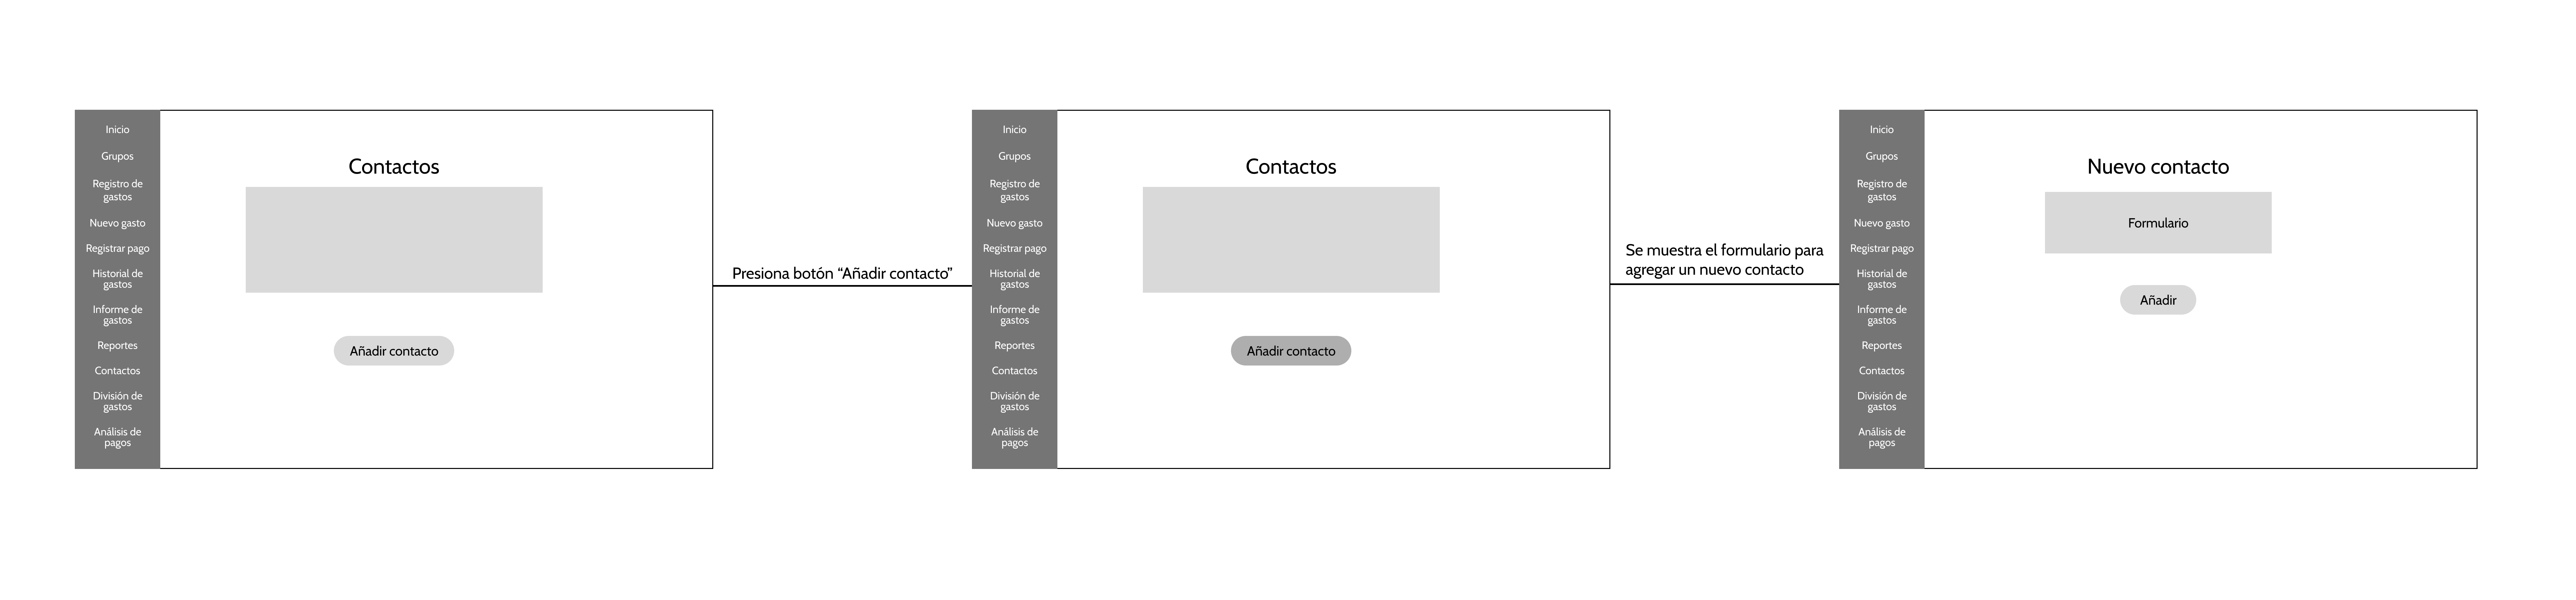 Inicio
Grupos
Registro de
gastos
Nuevo gasto
Registrar pago
Historial de
gastos
Informe de
gastos
Reportes
Contactos
División de
gastos
Análisis de
pagos
Contactos
Añadir contacto
Presiona botón “Añadir contacto”
Inicio
Grupos
Registro de
gastos
Nuevo gasto
Registrar pago
Historial de
gastos
Informe de
gastos
Reportes
Contactos
División de
gastos
Análisis de
pagos
Contactos
Añadir contacto
Se muestra el formulario para
agregar un nuevo contacto
Inicio
Grupos
Registro de
gastos
Nuevo gasto
Registrar pago
Historial de
gastos
Informe de
gastos
Reportes
Contactos
División de
gastos
Análisis de
pagos
Nuevo contacto
Formulario
Añadir